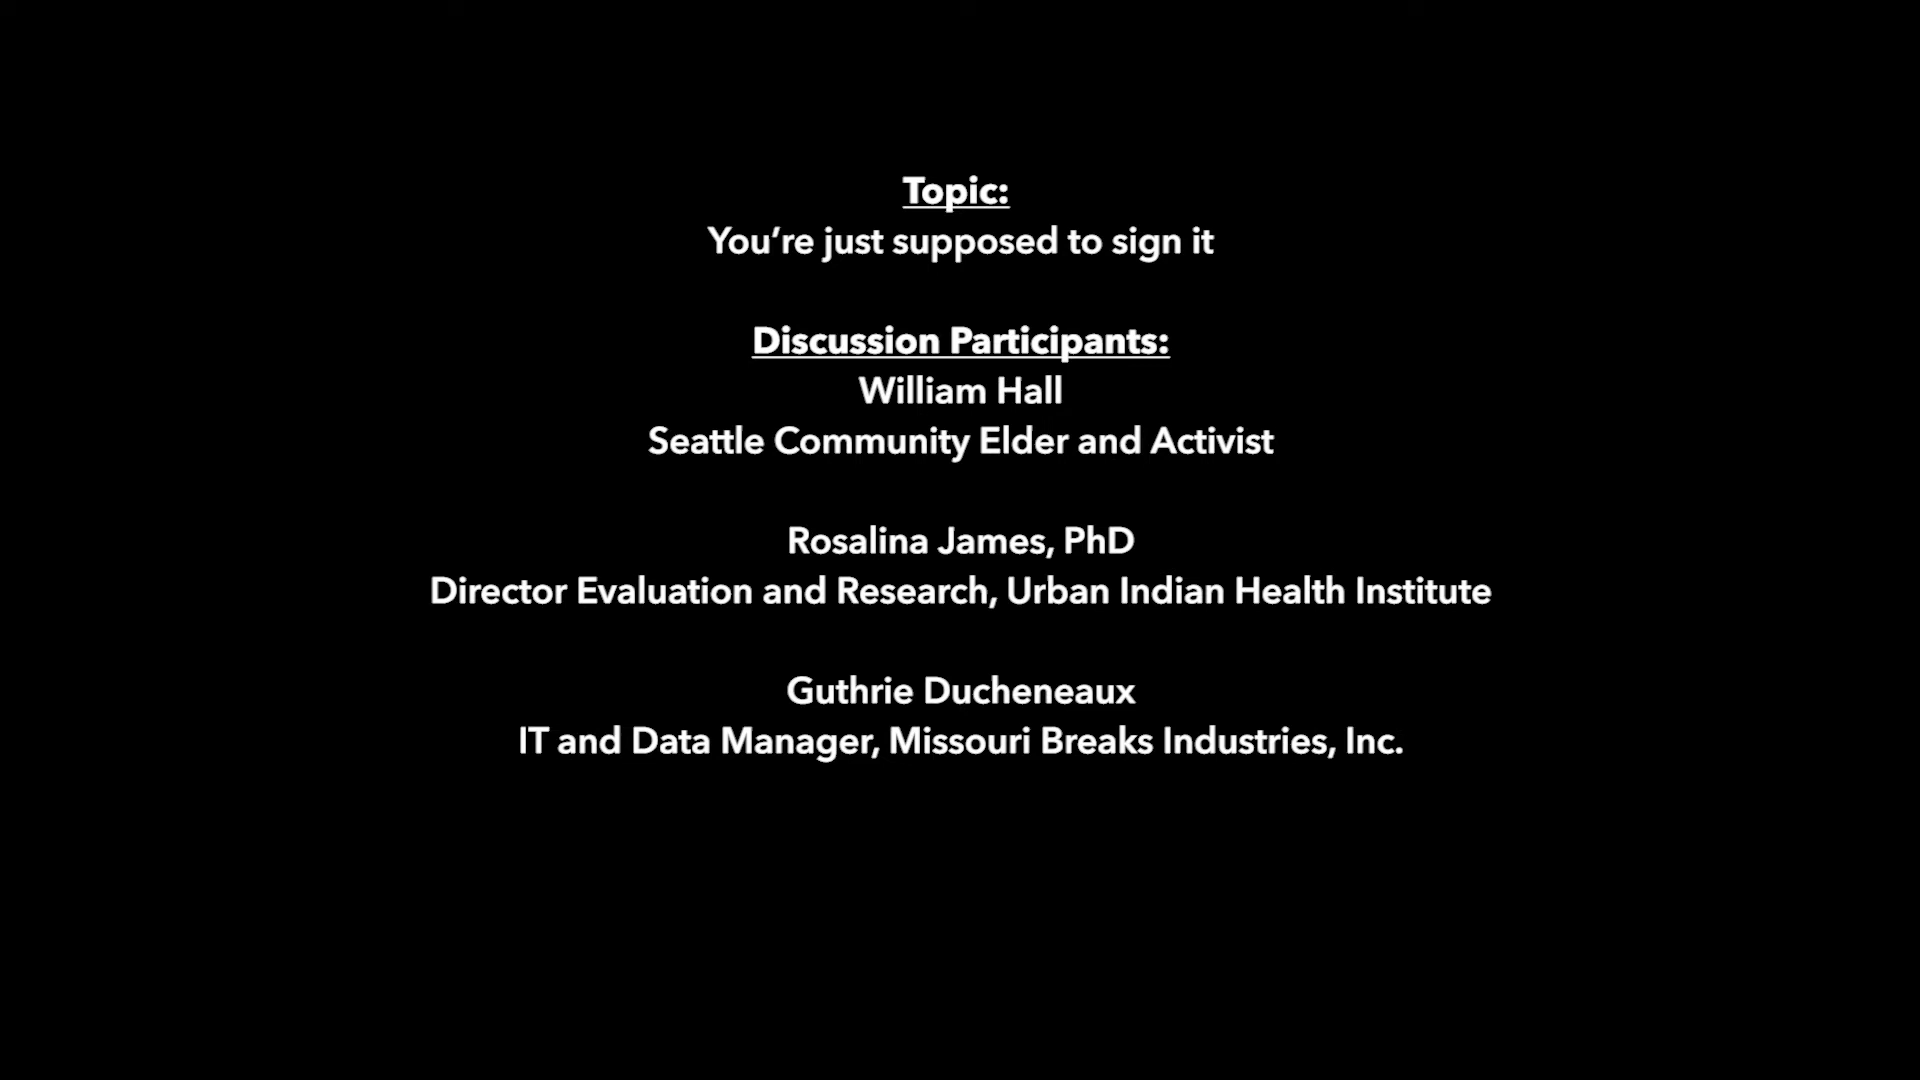 Topic:
You’re just supposed to sign it
Discussion Participants:
William Hall
Seattle Community Elder and Activist
Rosalina James, PhD
Director Evaluation and Research, Urban Indian Health Institute
Guthrie Ducheneaux
IT and Data Manager, Missouri Breaks Industries, Inc.